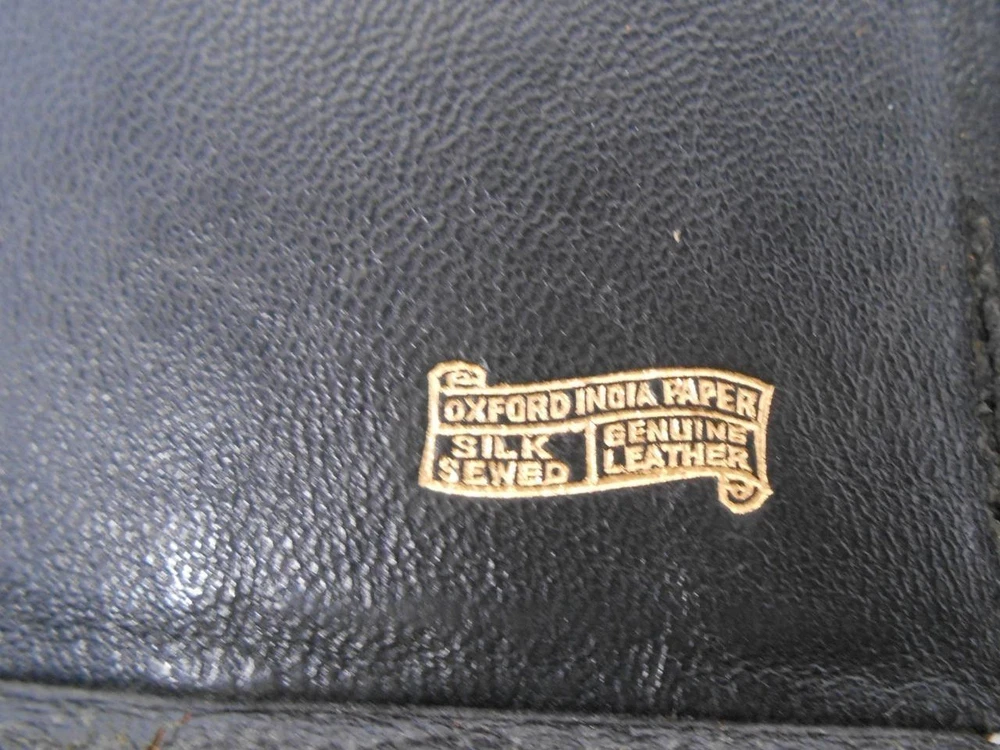 OXFORD INDIA PAPER
SILK
SEWED
GENUINE
LEATHER